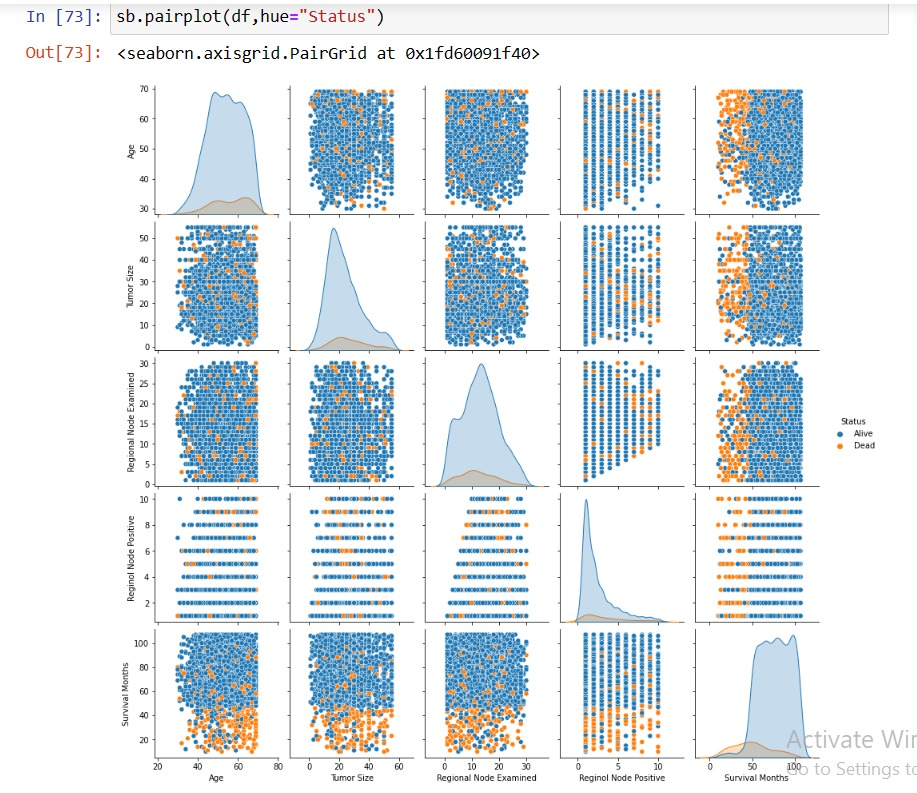 In [73]: sb.pairplot(df,hue="Status")
Out[73]: <seaborn.axisgrid.PairGrid at 0x1fd60091f40>
70
60
50
40
30
Age
50
40
30
20
10
0
Tumor Size
30
25
20
15
10
5
0
Regional Node Examined
Status
Alive
Dead
10
8
6
4
2
Reginol Node Positive
100
80
60
40
20
Survival Months
20 40 60 80 0 20 40 60 0 10 20 30 0 5 10 0 50 100
Age Tumor Size Regional Node Examined Reginol Node Positive Survival Months
Activate Win
Go to Settings to